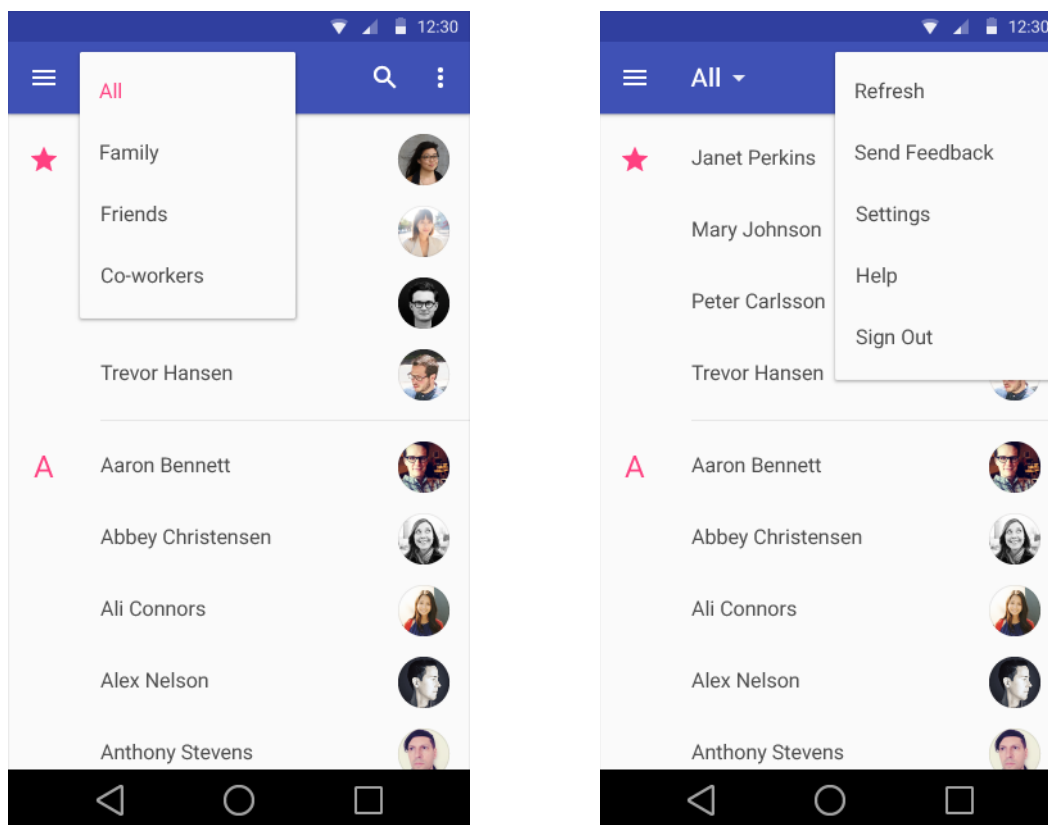 12:30
All
Family
Friends
Co-workers
Trevor Hansen
A
Aaron Bennett
Abbey Christensen
Ali Connors
Alex Nelson
Anthony Stevens
12:30
All
Refresh
Send Feedback
Settings
Help
Sign Out
Janet Perkins
Mary Johnson
Peter Carlsson
Trevor Hansen
A
Aaron Bennett
Abbey Christensen
Ali Connors
Alex Nelson
Anthony Stevens